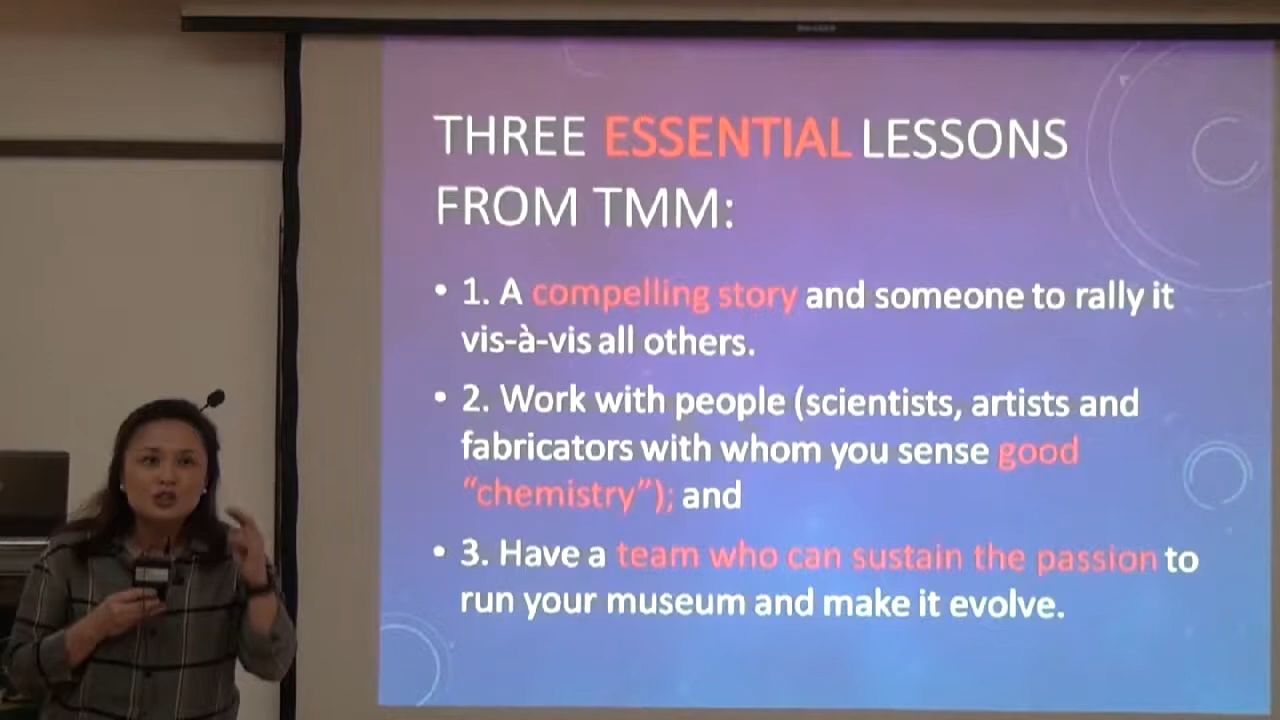 THREE ESSENTIAL LESSONS
FROM TMM:
• 1. A compelling story and someone to rally it
vis-à-vis all others.
• 2. Work with people (scientists, artists and
fabricators with whom you sense good
“chemistry”); and
• 3. Have a team who can sustain the passion to
run your museum and make it evolve.